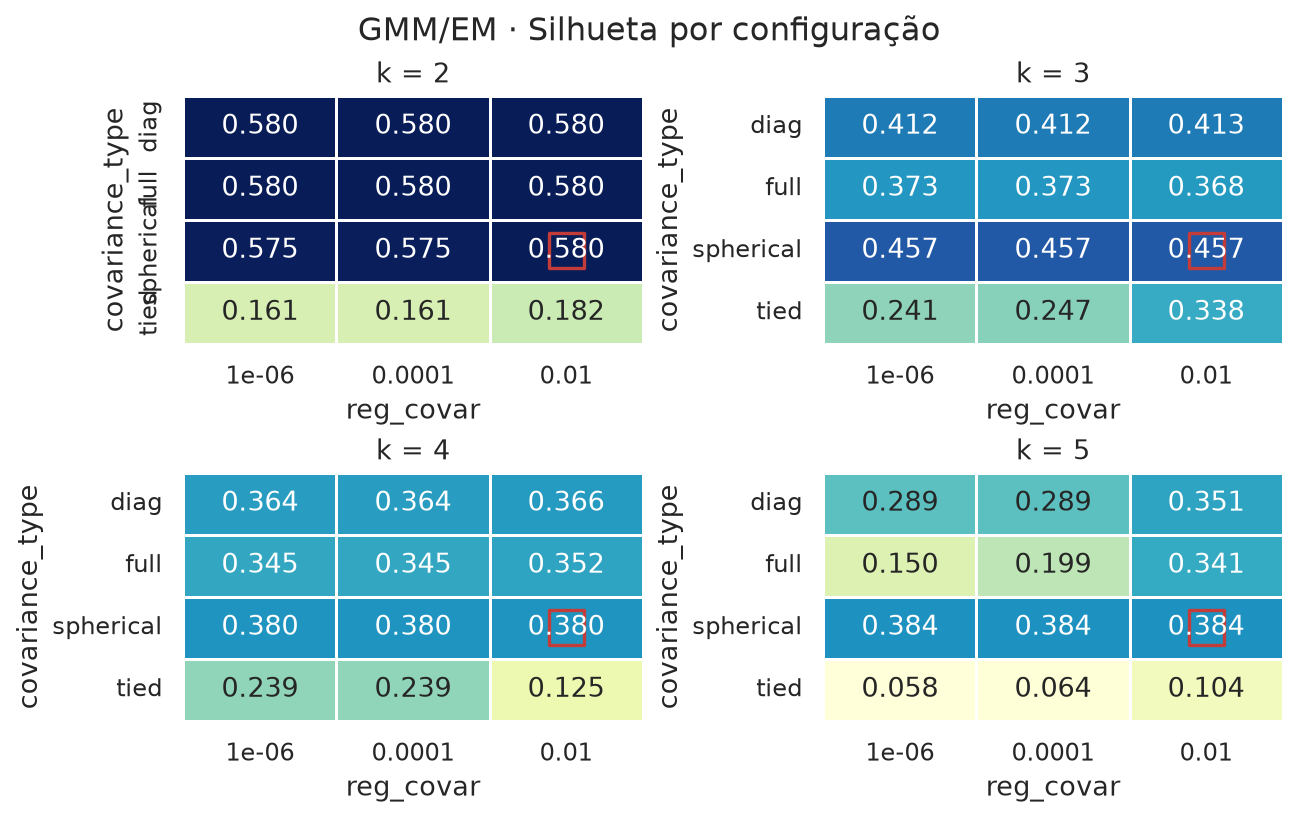 GMM/EM · Silhueta por configuração
k = 2
covariance_type
diag 0.580 0.580 0.580
full 0.580 0.580 0.580
spherical 0.575 0.575 0.580
tied 0.161 0.161 0.182
1e-06 0.0001 0.01
reg_covar
k = 3
covariance_type
diag 0.412 0.412 0.413
full 0.373 0.373 0.368
spherical 0.457 0.457 0.457
tied 0.241 0.247 0.338
1e-06 0.0001 0.01
reg_covar
k = 4
covariance_type
diag 0.364 0.364 0.366
full 0.345 0.345 0.352
spherical 0.380 0.380 0.380
tied 0.239 0.239 0.125
1e-06 0.0001 0.01
reg_covar
k = 5
covariance_type
diag 0.289 0.289 0.351
full 0.150 0.199 0.341
spherical 0.384 0.384 0.384
tied 0.058 0.064 0.104
1e-06 0.0001 0.01
reg_covar